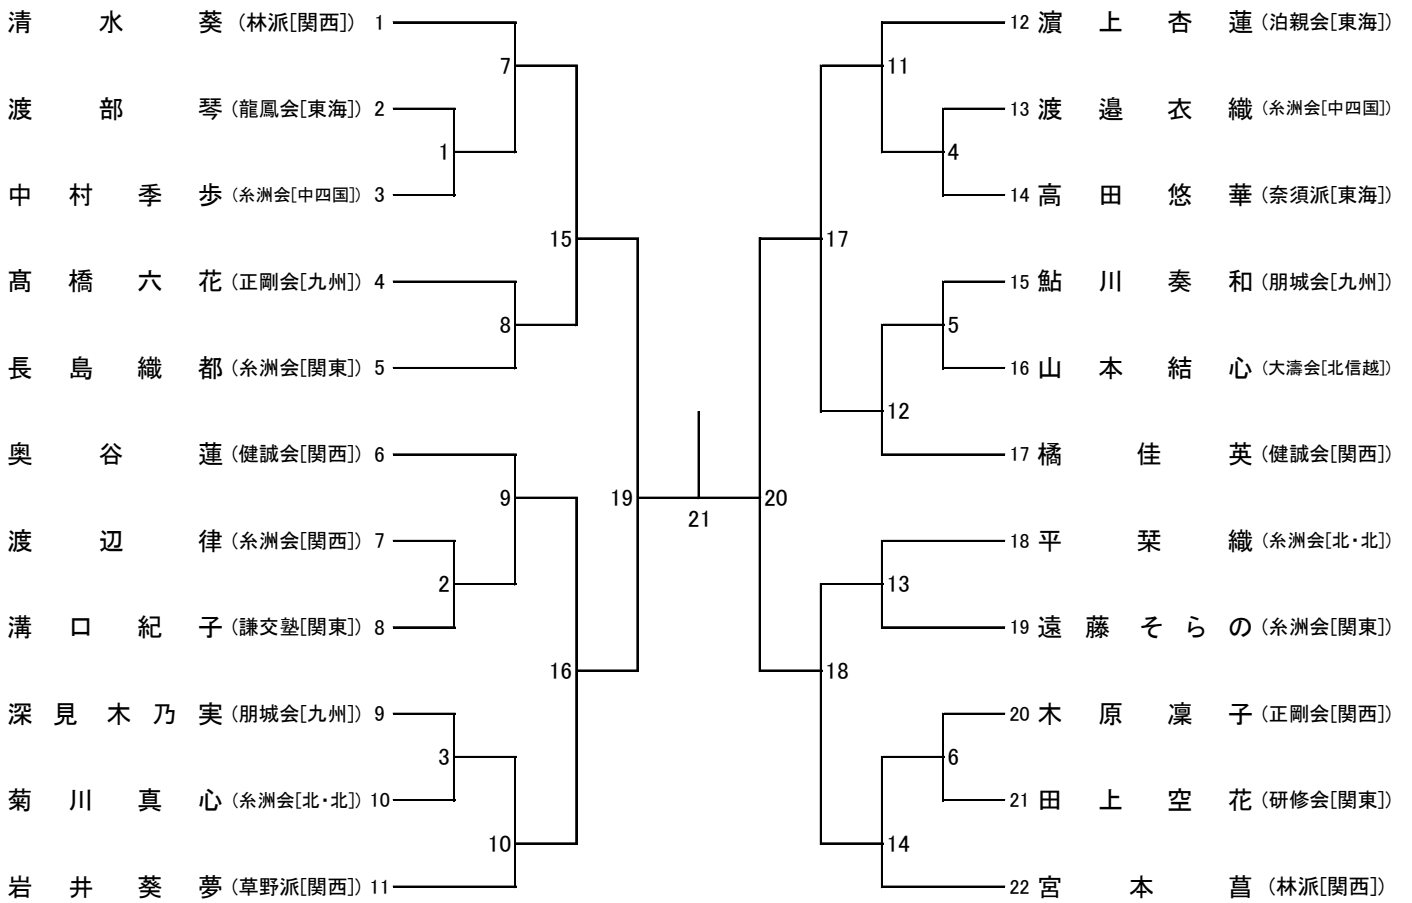 清水葵 (林派[関西]) 1
7
渡部琴 (龍鳳会[東海]) 2
1
中村季歩 (糸洲会[中四国]) 3
15
髙橋六花 (正剛会[九州]) 4
8
長島織都 (糸洲会[関東]) 5
奥谷蓮 (健誠会[関西]) 6
9
19
渡辺律 (糸洲会[関西]) 7
2
溝口紀子 (謙交塾[関東]) 8
16
深見木乃実 (朋城会[九州]) 9
3
菊川真心 (糸洲会[北・北]) 10
10
岩井葵夢 (草野派[関西]) 11
21
12 濵上杏蓮 (泊親会[東海])
11
13 渡邉衣織 (糸洲会[中四国])
4
14 高田悠華 (奈須派[東海])
17
15 鮎川奏和 (朋城会[九州])
5
16 山本結心 (大濤会[北信越])
12
17 橘佳英 (健誠会[関西])
20
18 平栞織 (糸洲会[北・北])
13
19 遠藤そらの (糸洲会[関東])
18
20 木原凜子 (正剛会[関西])
6
21 田上空花 (研修会[関東])
14
22 宮本菖 (林派[関西])